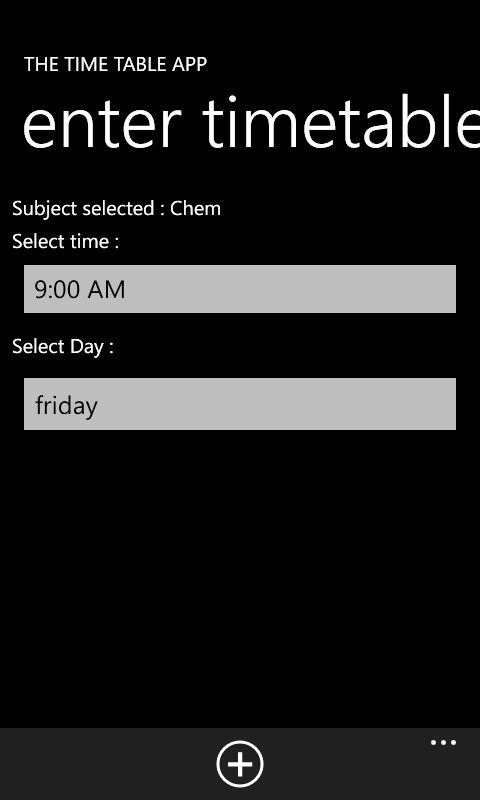 THE TIME TABLE APP
enter timetable
Subject selected : Chem
Select time :
9:00 AM
Select Day :
friday